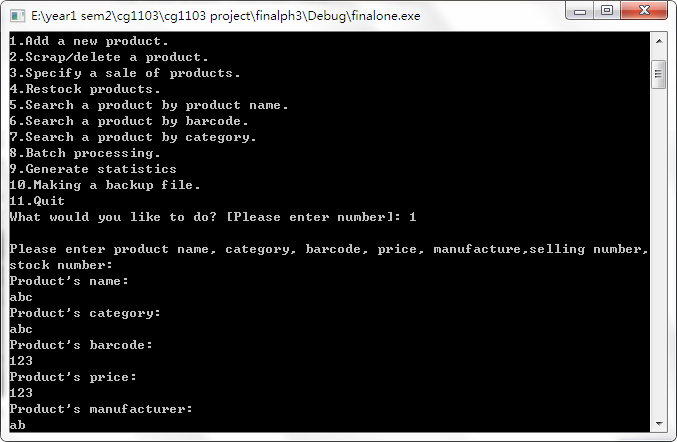 E:\year1 sem2\cg1103\cg1103 project\finalph3\Debug\finalone.exe
1.Add a new product.
2.Scrap/delete a product.
3.Specify a sale of products.
4.Restock products.
5.Search a product by product name.
6.Search a product by barcode.
7.Search a product by category.
8.Batch processing.
9.Generate statistics
10.Making a backup file.
11.Quit
What would you like to do? [Please enter number]: 1
Please enter product name, category, barcode, price, manufacture,selling number,
stock number:
Product's name:
abc
Product's category:
abc
Product's barcode:
123
Product's price:
123
Product's manufacturer:
ab